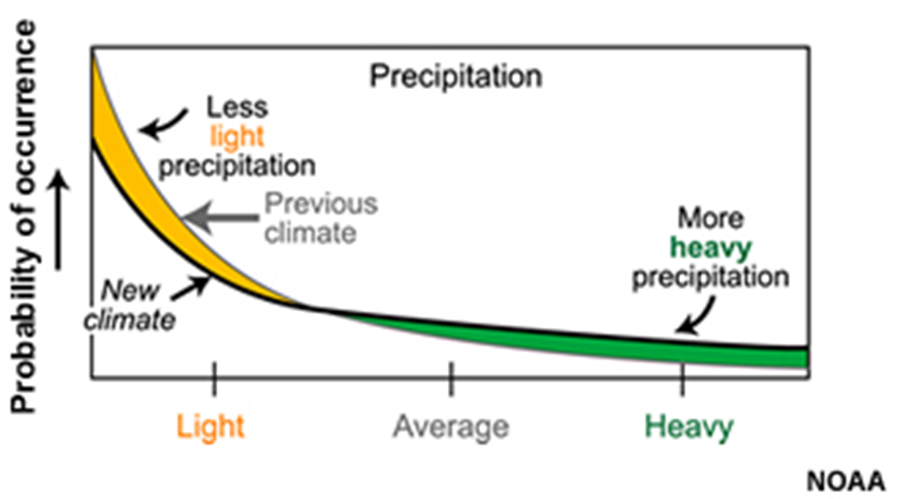 Probability of occurrence
Precipitation
Less
light
precipitation
Previous
climate
New
climate
More
heavy
precipitation
Light
Average
Heavy
NOAA